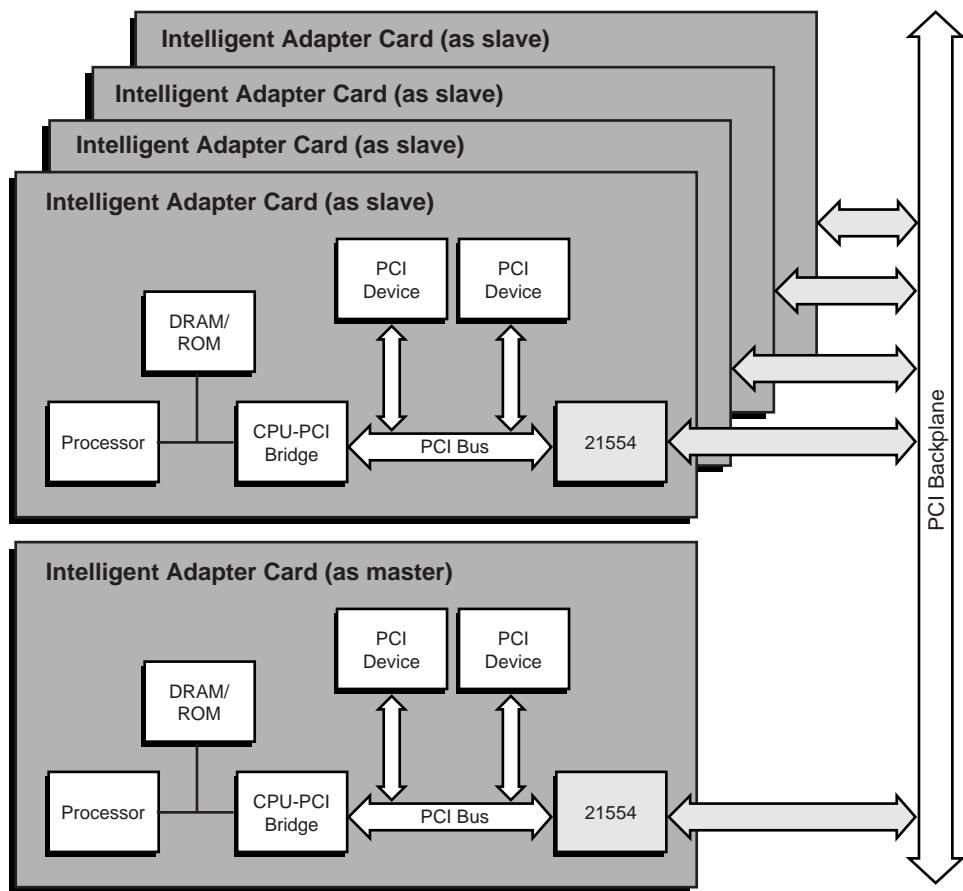 Intelligent Adapter Card (as slave)
Intelligent Adapter Card (as slave)
Intelligent Adapter Card (as slave)
Intelligent Adapter Card (as slave)
PCI
Device
PCI
Device
DRAM/
ROM
Processor
CPU-PCI
Bridge
PCI Bus
21554
PCI Backplane
Intelligent Adapter Card (as master)
PCI
Device
PCI
Device
DRAM/
ROM
Processor
CPU-PCI
Bridge
PCI Bus
21554